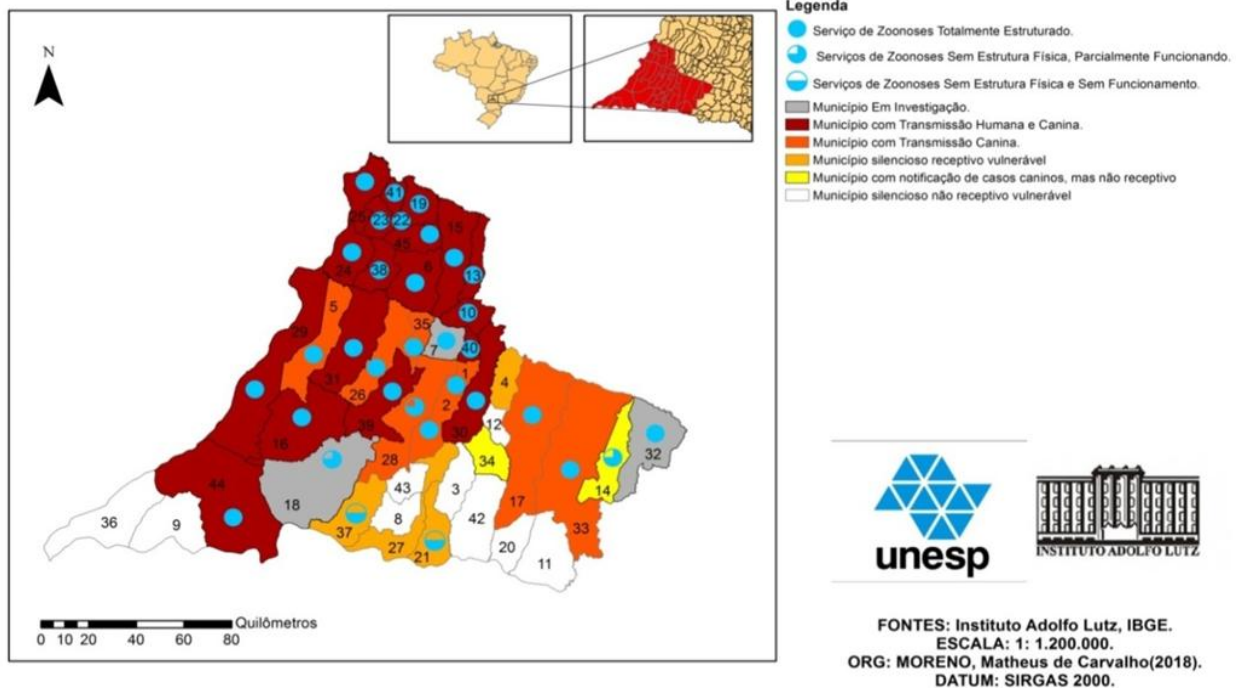 Legenda
Serviço de Zoonoses Totalmente Estruturado.
Serviços de Zoonoses Sem Estrutura Física, Parcialmente Funcionando.
Serviços de Zoonoses Sem Estrutura Física e Sem Funcionamento.
Município Em Investigação.
Município com Transmissão Humana e Canina.
Município com Transmissão Canina.
Município silencioso receptivo vulnerável
Município com notificação de casos caninos, mas não receptivo
Município silencioso não receptivo vulnerável
N
41
19
25 23 22
15
45
24 38 6
13
5
10
29
35
7 40
1
31
26
4
2
39
12
30
16
28
34
32
44
43
3
14
18
17
36
9
8
42
37
33
27
20
21
11
Quilômetros
0 10 20 40 60 80
unesp
INSTITUTO ADOLFO LUTZ
FONTES: Instituto Adolfo Lutz, IBGE.
ESCALA: 1: 1.200.000.
ORG: MORENO, Matheus de Carvalho(2018).
DATUM: SIRGAS 2000.